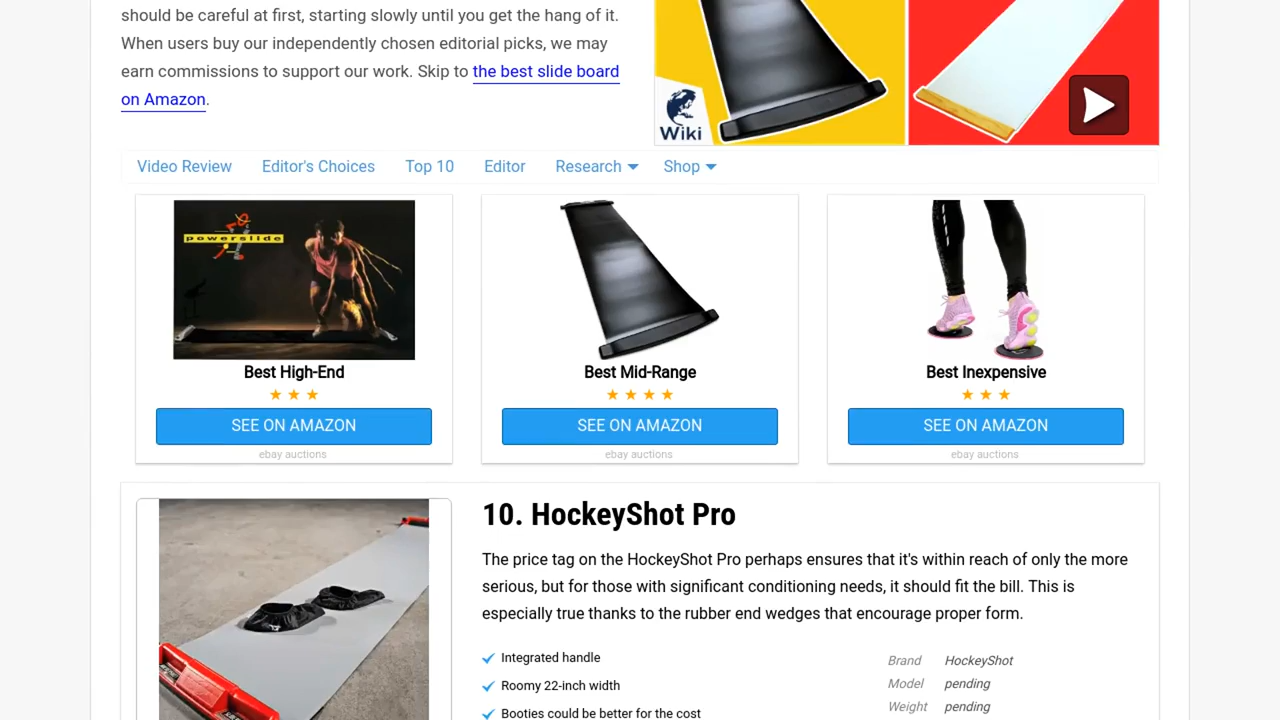 should be careful at first, starting slowly until you get the hang of it.
When users buy our independently chosen editorial picks, we may
earn commissions to support our work. Skip to the best slide board
on Amazon.
Wiki
Video Review
Editor's Choices
Top 10
Editor
Research
Shop
powerslide
Best High-End
SEE ON AMAZON
ebay auctions
Best Mid-Range
SEE ON AMAZON
ebay auctions
Best Inexpensive
SEE ON AMAZON
ebay auctions
10. HockeyShot Pro
The price tag on the HockeyShot Pro perhaps ensures that it's within reach of only the more
serious, but for those with significant conditioning needs, it should fit the bill. This is
especially true thanks to the rubber end wedges that encourage proper form.
Integrated handle
Roomy 22-inch width
Booties could be better for the cost
Brand HockeyShot
Model pending
Weight pending